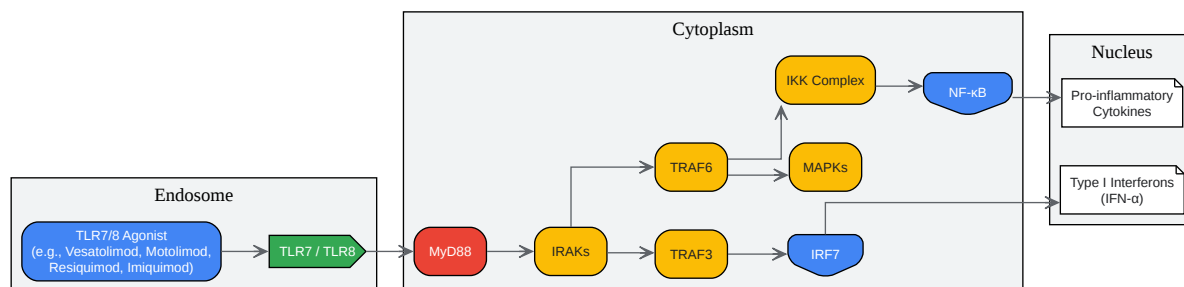 Endosome
TLR7/8 Agonist
(e.g., Vesatolimod, Motolimod,
Resiquimod, Imiquimod)
TLR7 / TLR8
Cytoplasm
MyD88
IRAKs
TRAF6
TRAF3
IKK Complex
MAPKs
IRF7
NF-κB
Nucleus
Pro-inflammatory
Cytokines
Type I Interferons
(IFN-α)